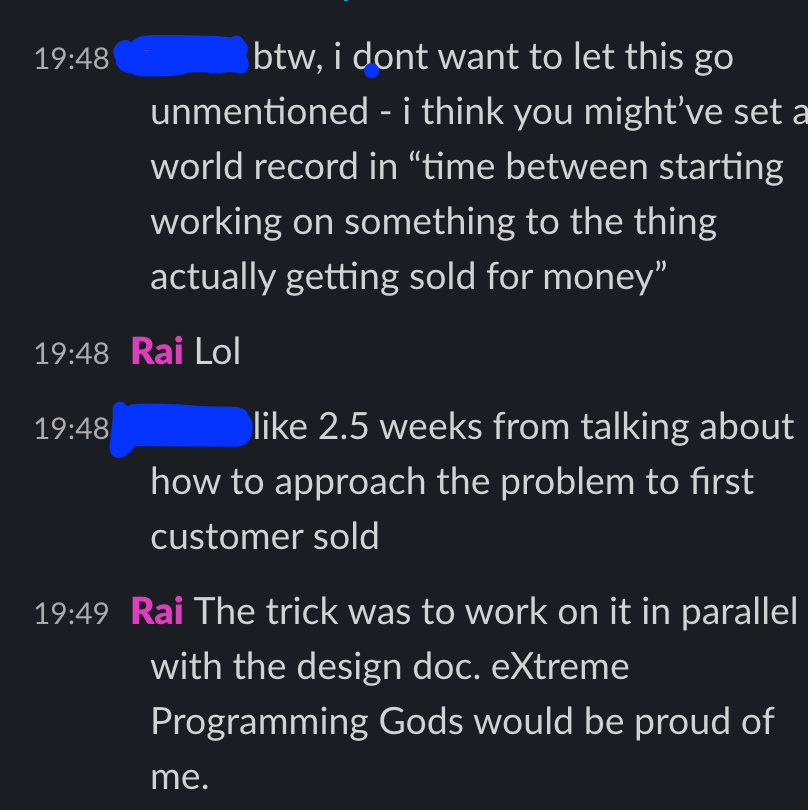 19:48 btw, i dont want to let this go
unmentioned - i think you might’ve set a
world record in “time between starting
working on something to the thing
actually getting sold for money”
19:48 Rai Lol
19:48 like 2.5 weeks from talking about
how to approach the problem to first
customer sold
19:49 Rai The trick was to work on it in parallel
with the design doc. eXtreme
Programming Gods would be proud of
me.